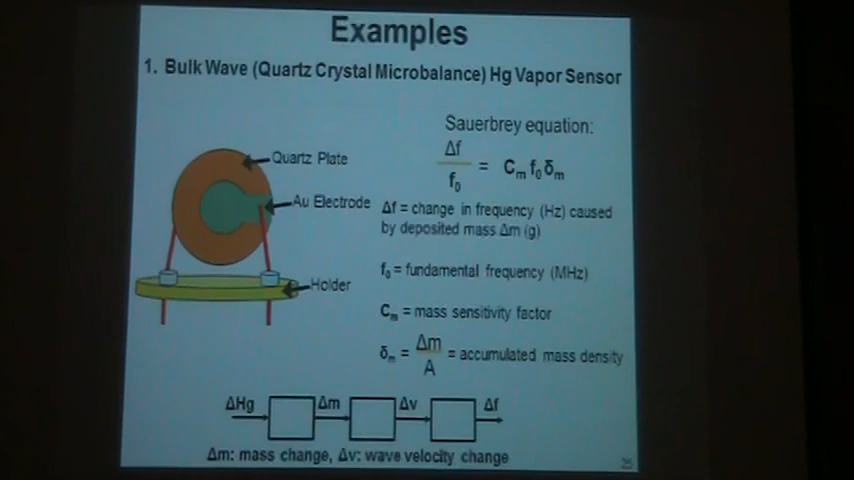 Examples
1. Bulk Wave (Quartz Crystal Microbalance) Hg Vapor Sensor
Sauerbrey equation:
Δf
f₀
= Cₘ f₀ δₘ
Quartz Plate
Au Electrode
Holder
Δf = change in frequency (Hz) caused
by deposited mass Δm (g)
f₀ = fundamental frequency (MHz)
Cₘ = mass sensitivity factor
δₘ = Δm
A
= accumulated mass density
ΔHg Δm Δv Δf
Δm: mass change, Δv: wave velocity change